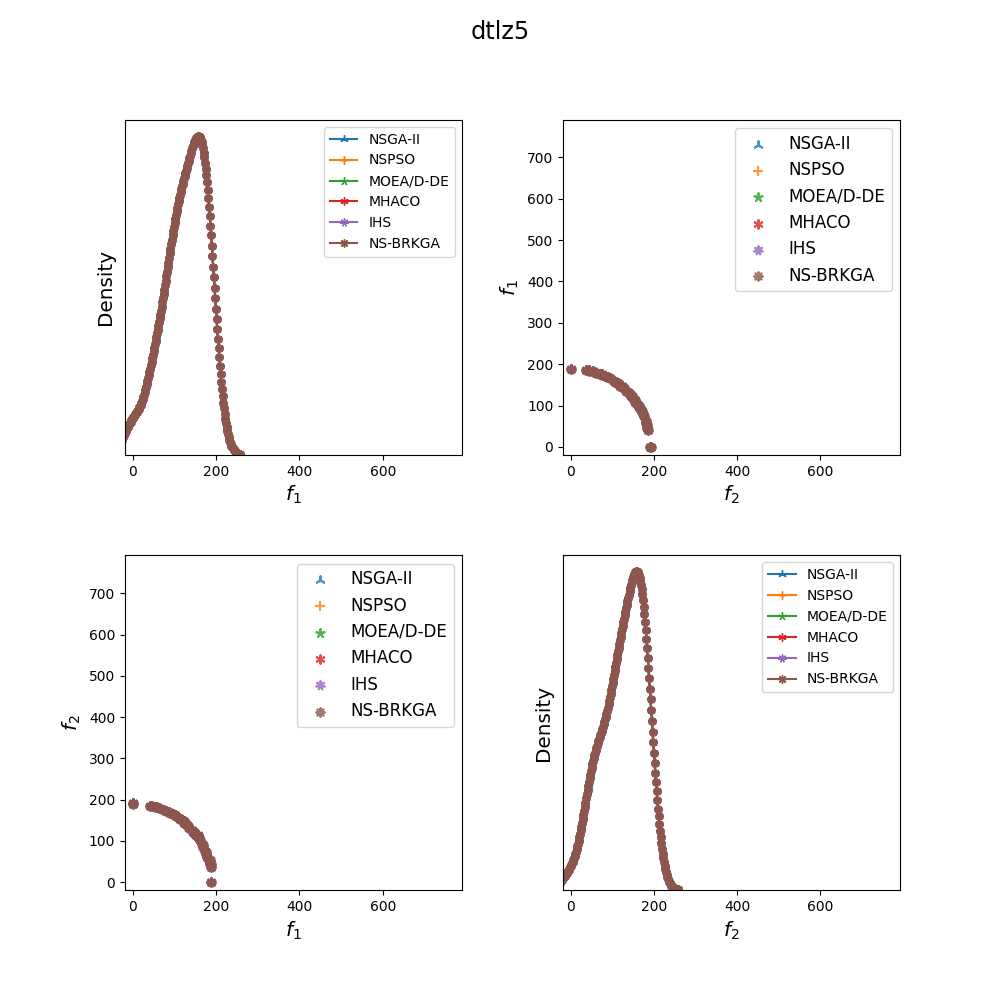 dtlz5
NSGA-II
NSPSO
MOEA/D-DE
MHACO
IHS
NS-BRKGA
Density
0 200 400 600
f1
NSGA-II
NSPSO
MOEA/D-DE
MHACO
IHS
NS-BRKGA
700
600
500
400
300
200
100
0
f1
0 200 400 600
f2
NSGA-II
NSPSO
MOEA/D-DE
MHACO
IHS
NS-BRKGA
700
600
500
400
300
200
100
0
f2
0 200 400 600
f1
NSGA-II
NSPSO
MOEA/D-DE
MHACO
IHS
NS-BRKGA
Density
0 200 400 600
f2